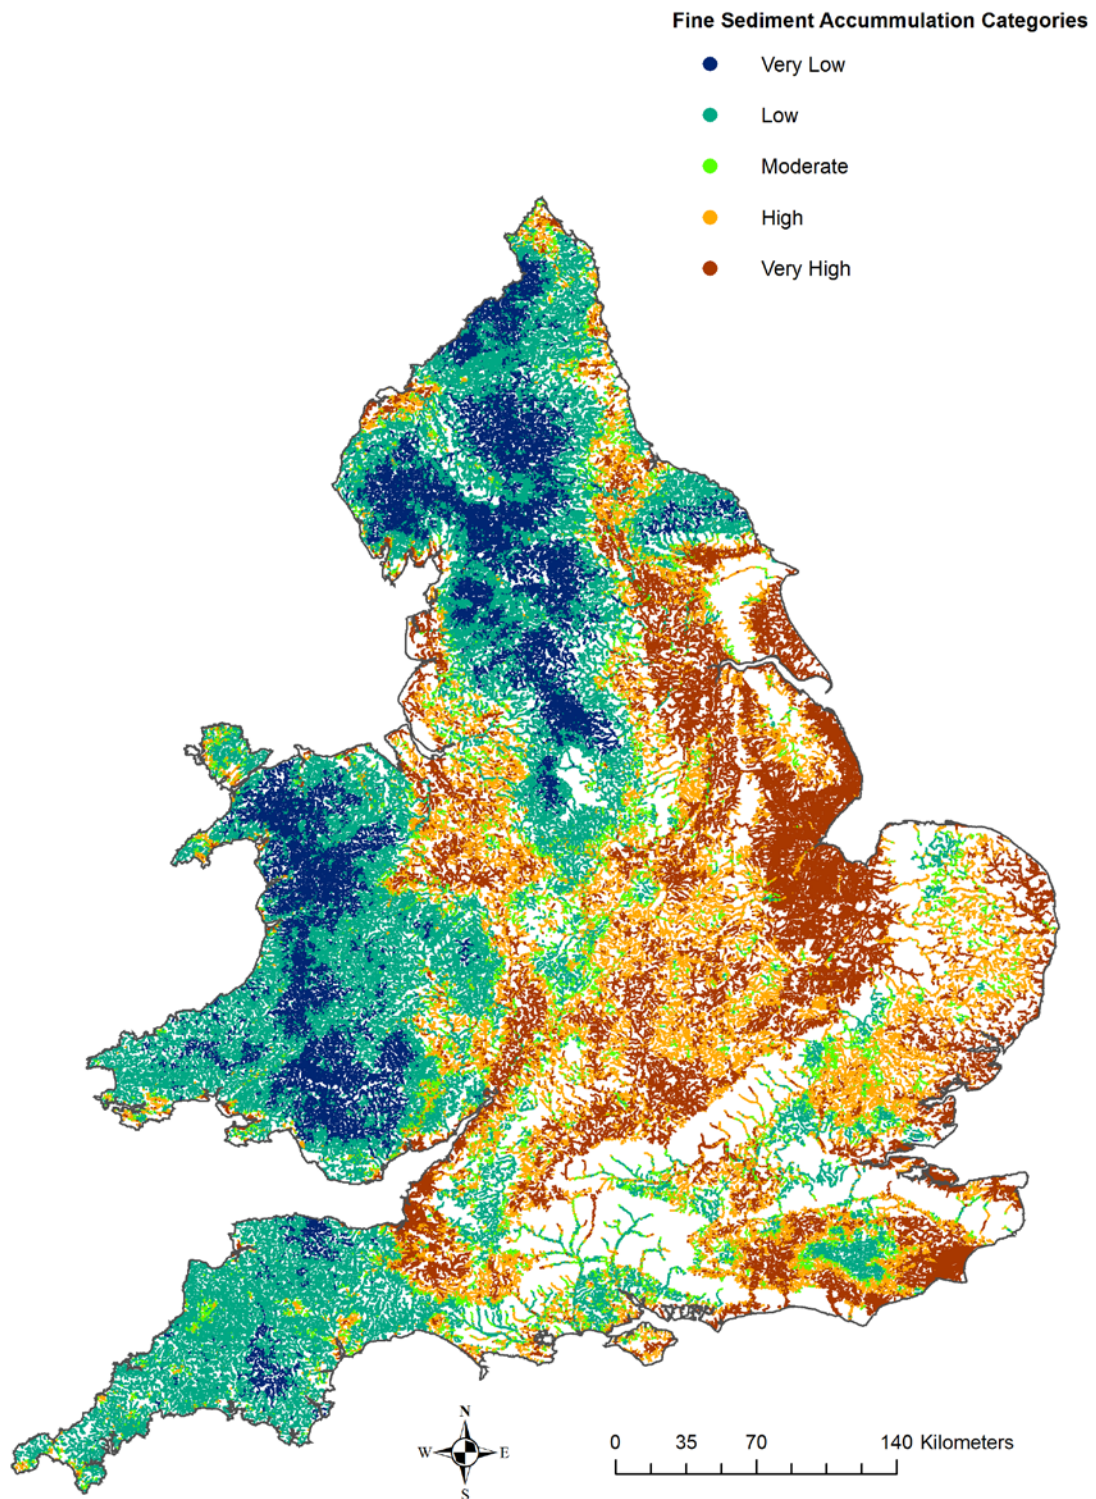 Fine Sediment Accummulation Categories
Very Low
Low
Moderate
High
Very High
N
W E
S
0 35 70 140 Kilometers